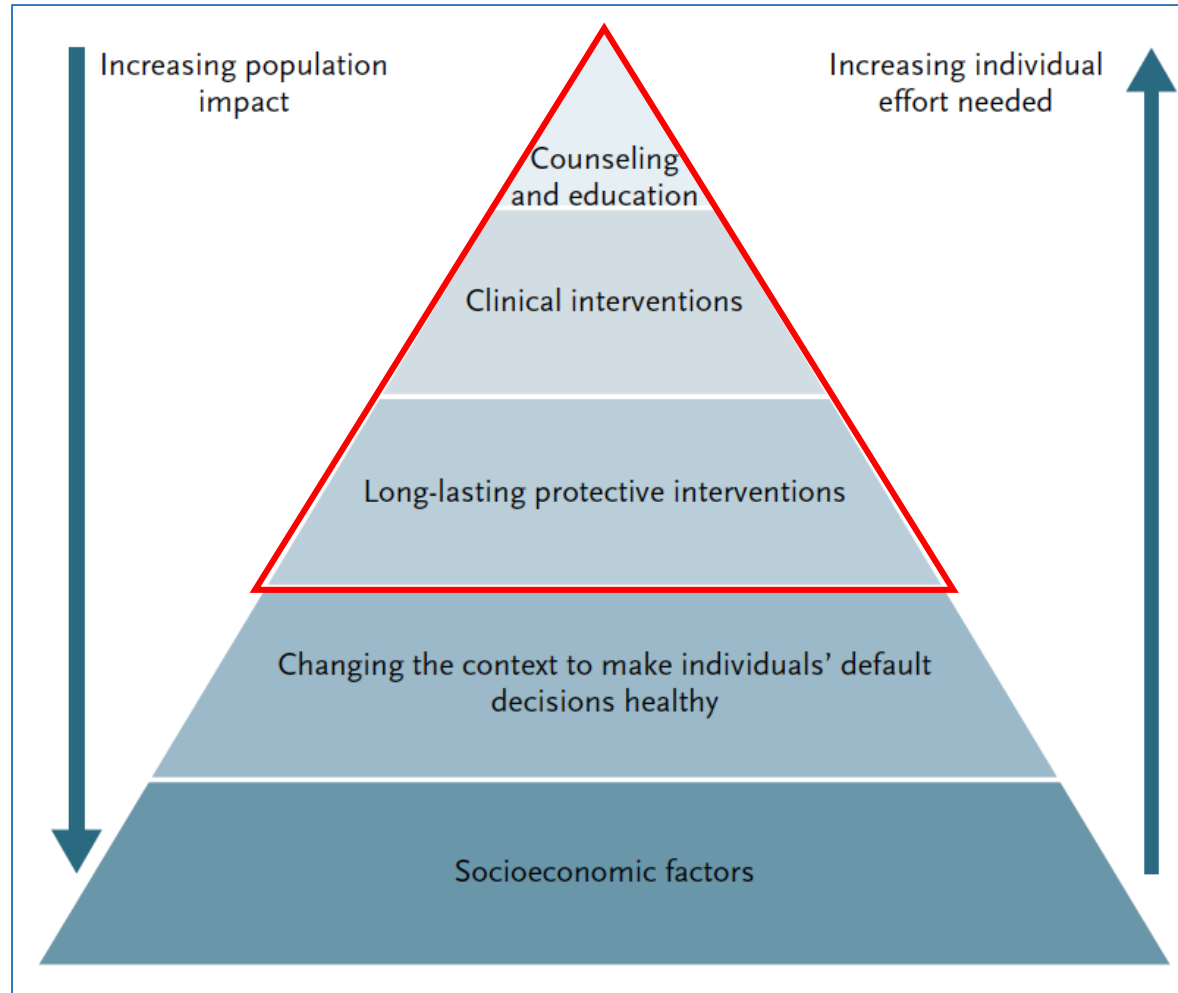 Increasing population
impact
Increasing individual
effort needed
Counseling
and education
Clinical interventions
Long-lasting protective interventions
Changing the context to make individuals’ default
decisions healthy
Socioeconomic factors